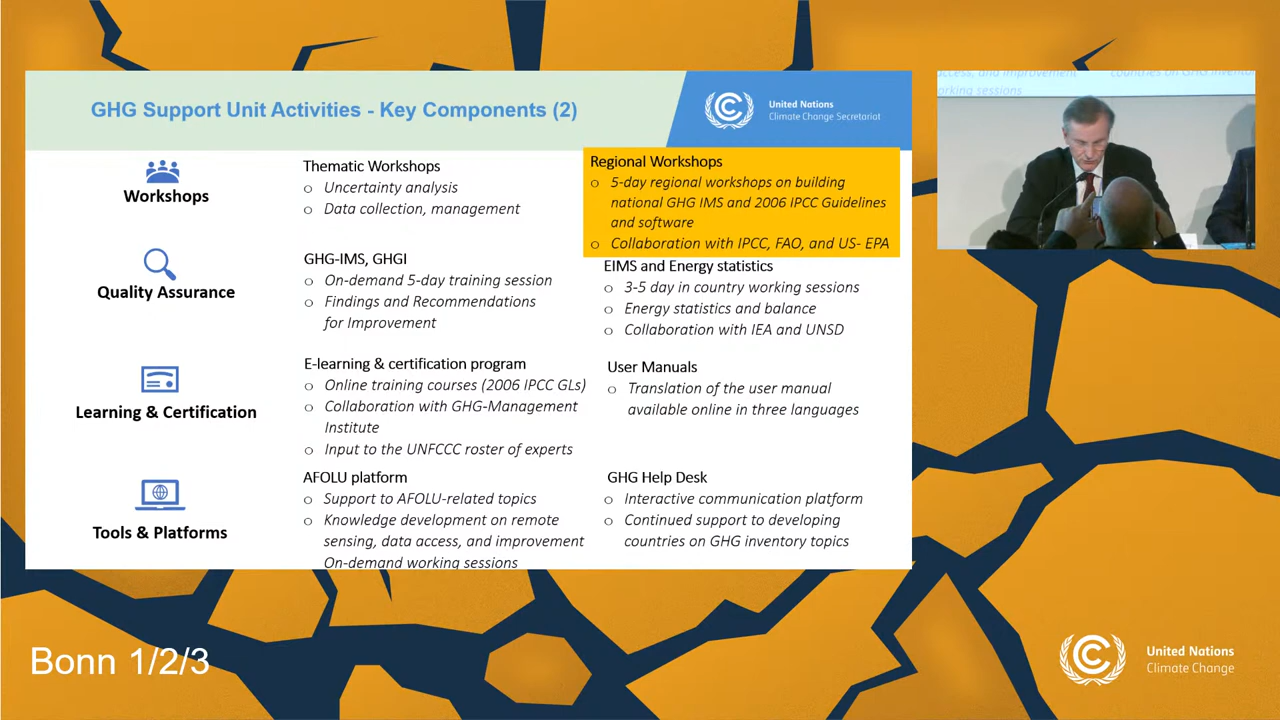 GHG Support Unit Activities - Key Components (2)
United Nations
Climate Change Secretariat
Workshops
Thematic Workshops
o Uncertainty analysis
o Data collection, management
Regional Workshops
o 5-day regional workshops on building
national GHG IMS and 2006 IPCC Guidelines
and software
o Collaboration with IPCC, FAO, and US- EPA
Quality Assurance
GHG-IMS, GHGI
o On-demand 5-day training session
o Findings and Recommendations
for Improvement
EIMS and Energy statistics
o 3-5 day in country working sessions
o Energy statistics and balance
o Collaboration with IEA and UNSD
Learning & Certification
E-learning & certification program
o Online training courses (2006 IPCC GLs)
o Collaboration with GHG-Management
Institute
o Input to the UNFCCC roster of experts
User Manuals
o Translation of the user manual
available online in three languages
Tools & Platforms
AFOLU platform
o Support to AFOLU-related topics
o Knowledge development on remote
sensing, data access, and improvement
On-demand working sessions
GHG Help Desk
o Interactive communication platform
o Continued support to developing
countries on GHG inventory topics
access, and improvement
countries on GHG
orking sessions
Bonn 1/2/3
United Nations
Climate Change